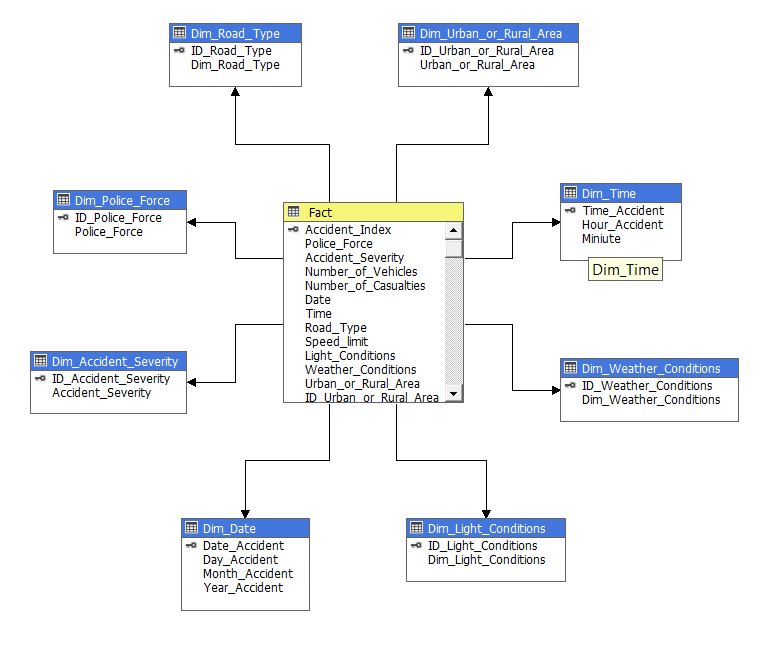 Dim_Road_Type
ID_Road_Type
Dim_Road_Type
Dim_Urban_or_Rural_Area
ID_Urban_or_Rural_Area
Urban_or_Rural_Area
Dim_Police_Force
ID_Police_Force
Police_Force
Dim_Time
Time_Accident
Hour_Accident
Miniute
Dim_Time
Fact
Accident_Index
Police_Force
Accident_Severity
Number_of_Vehicles
Number_of_Casualties
Date
Time
Road_Type
Speed_limit
Light_Conditions
Weather_Conditions
Urban_or_Rural_Area
ID_Urban_or_Rural_Area
Dim_Accident_Severity
ID_Accident_Severity
Accident_Severity
Dim_Weather_Conditions
ID_Weather_Conditions
Dim_Weather_Conditions
Dim_Date
Date_Accident
Day_Accident
Month_Accident
Year_Accident
Dim_Light_Conditions
ID_Light_Conditions
Dim_Light_Conditions